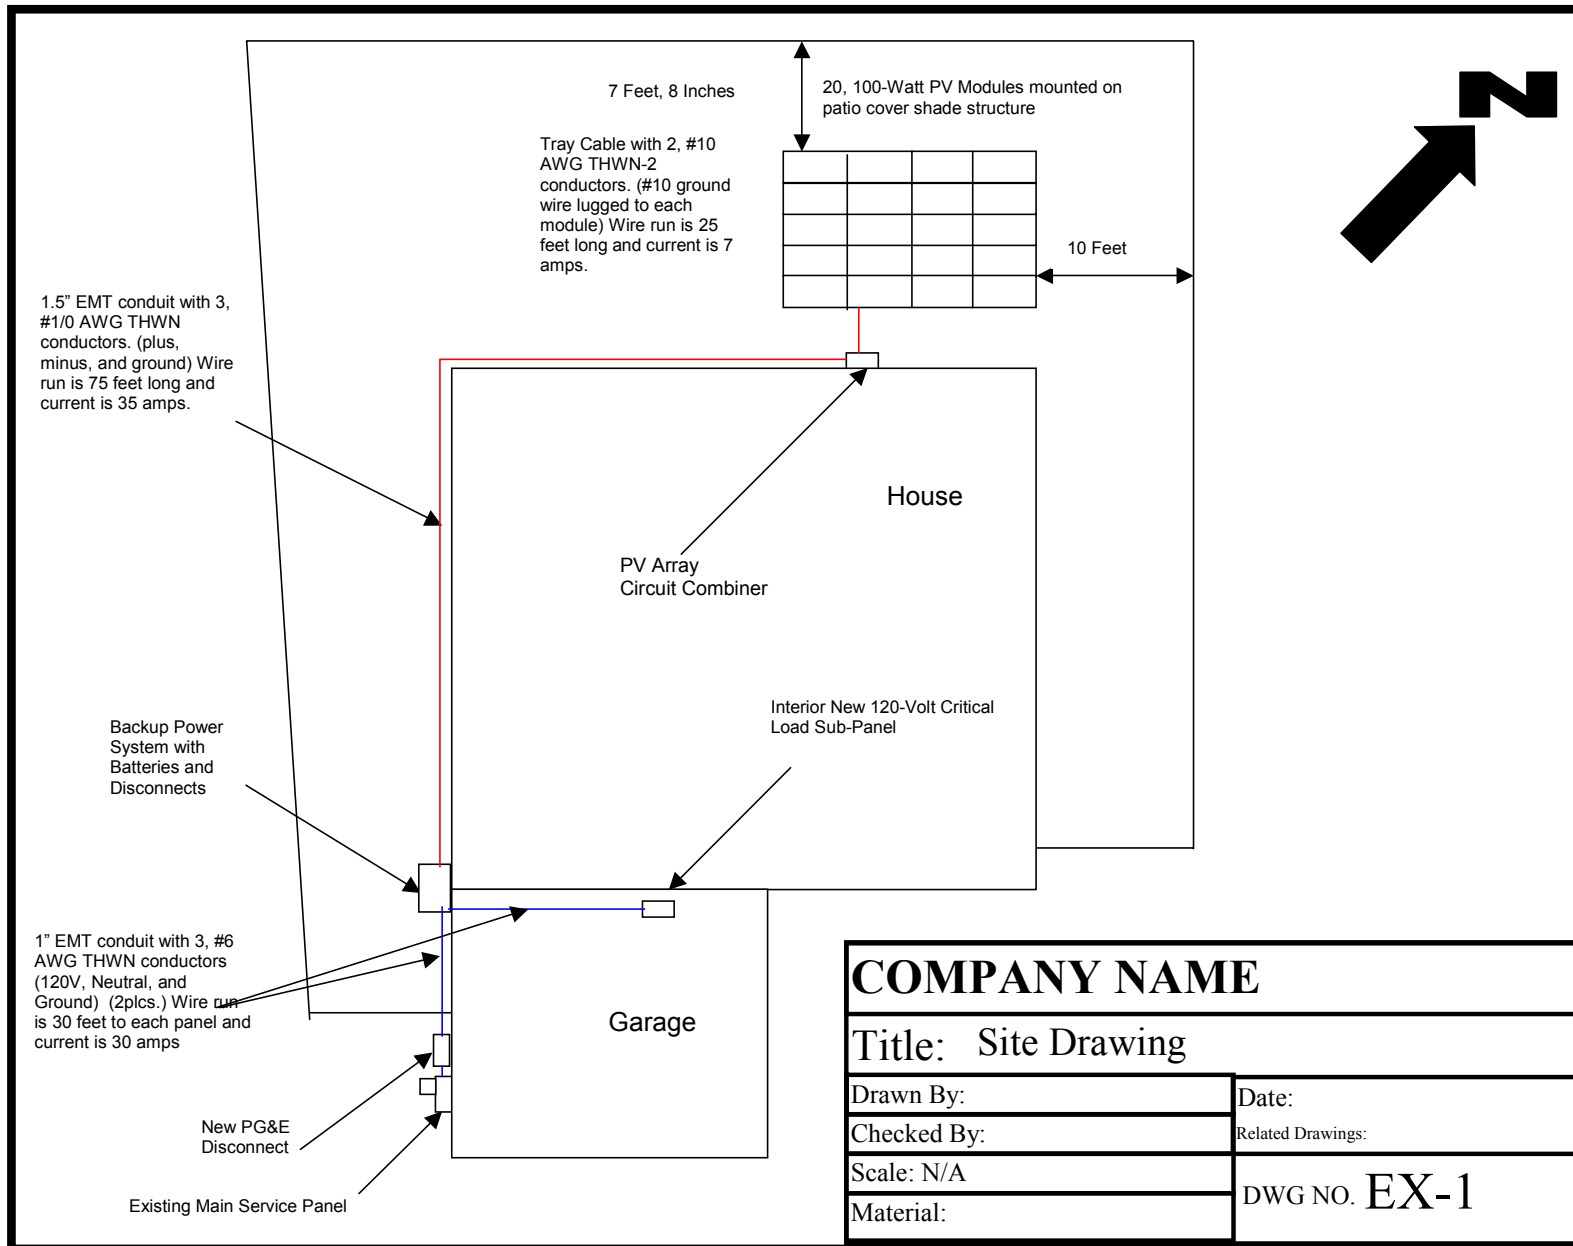 7 Feet, 8 Inches
20, 100-Watt PV Modules mounted on
patio cover shade structure
N
Tray Cable with 2, #10
AWG THWN-2
conductors. (#10 ground
wire lugged to each
module) Wire run is 25
feet long and current is 7
amps.
10 Feet
1.5” EMT conduit with 3,
#1/0 AWG THWN
conductors. (plus,
minus, and ground) Wire
run is 75 feet long and
current is 35 amps.
House
PV Array
Circuit Combiner
Interior New 120-Volt Critical
Load Sub-Panel
Backup Power
System with
Batteries and
Disconnects
1” EMT conduit with 3, #6
AWG THWN conductors
(120V, Neutral, and
Ground) (2plcs.) Wire run
is 30 feet to each panel and
current is 30 amps
Garage
New PG&E
Disconnect
Existing Main Service Panel
COMPANY NAME
Title: Site Drawing
Drawn By:
Date:
Checked By:
Related Drawings:
Scale: N/A
DWG NO. EX-1
Material: